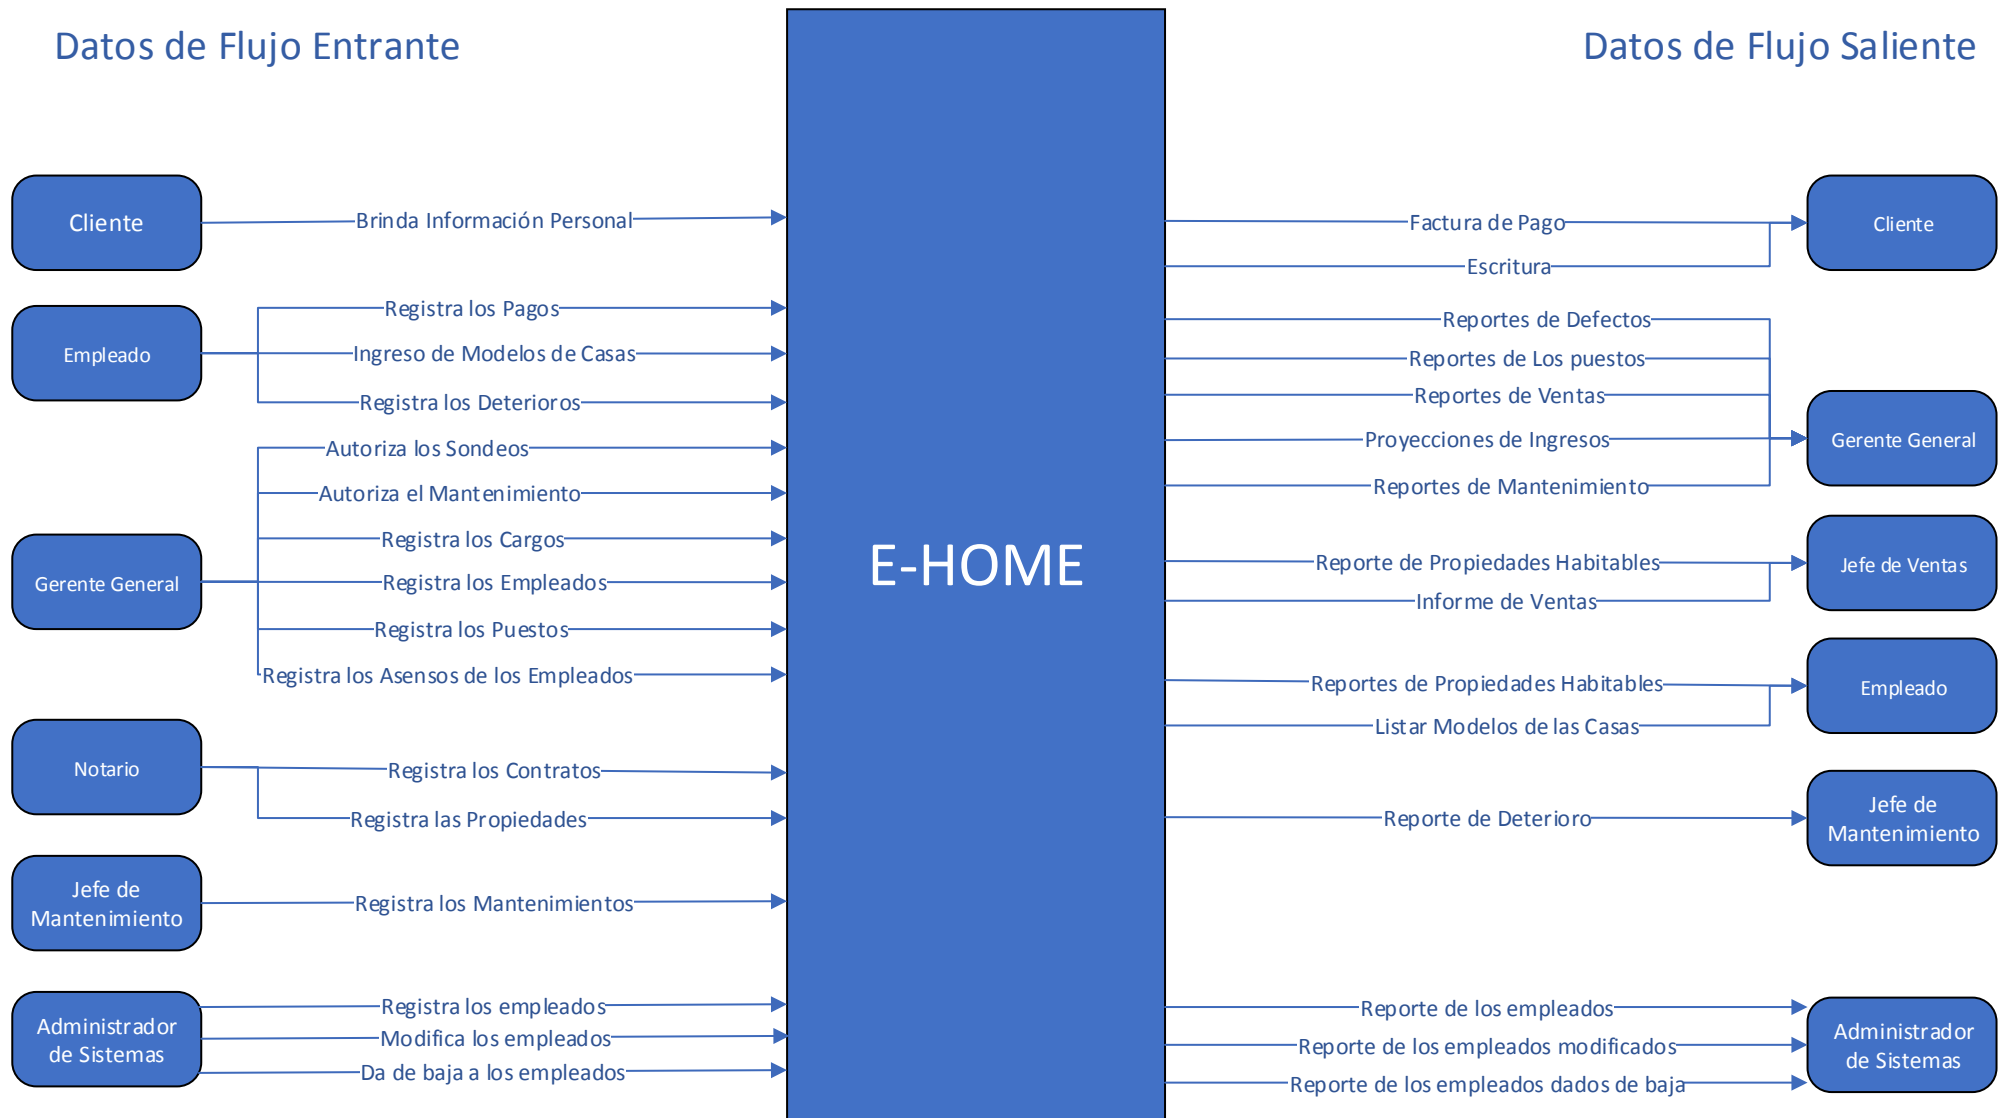 Datos de Flujo Entrante
Datos de Flujo Saliente
Cliente
Brinda Información Personal
Empleado
Registra los Pagos
Ingreso de Modelos de Casas
Registra los Deterioros
Gerente General
Autoriza los Sondeos
Autoriza el Mantenimiento
Registra los Cargos
Registra los Empleados
Registra los Puestos
Registra los Asensos de los Empleados
Notario
Registra los Contratos
Registra las Propiedades
Jefe de
Mantenimiento
Registra los Mantenimientos
Administrador
de Sistemas
Registra los empleados
Modifica los empleados
Da de baja a los empleados
E-HOME
Factura de Pago
Escritura
Cliente
Reportes de Defectos
Reportes de Los puestos
Reportes de Ventas
Proyecciones de Ingresos
Reportes de Mantenimiento
Gerente General
Reporte de Propiedades Habitables
Informe de Ventas
Jefe de Ventas
Reportes de Propiedades Habitables
Listar Modelos de las Casas
Empleado
Reporte de Deterioro
Jefe de
Mantenimiento
Reporte de los empleados
Reporte de los empleados modificados
Reporte de los empleados dados de baja
Administrador
de Sistemas